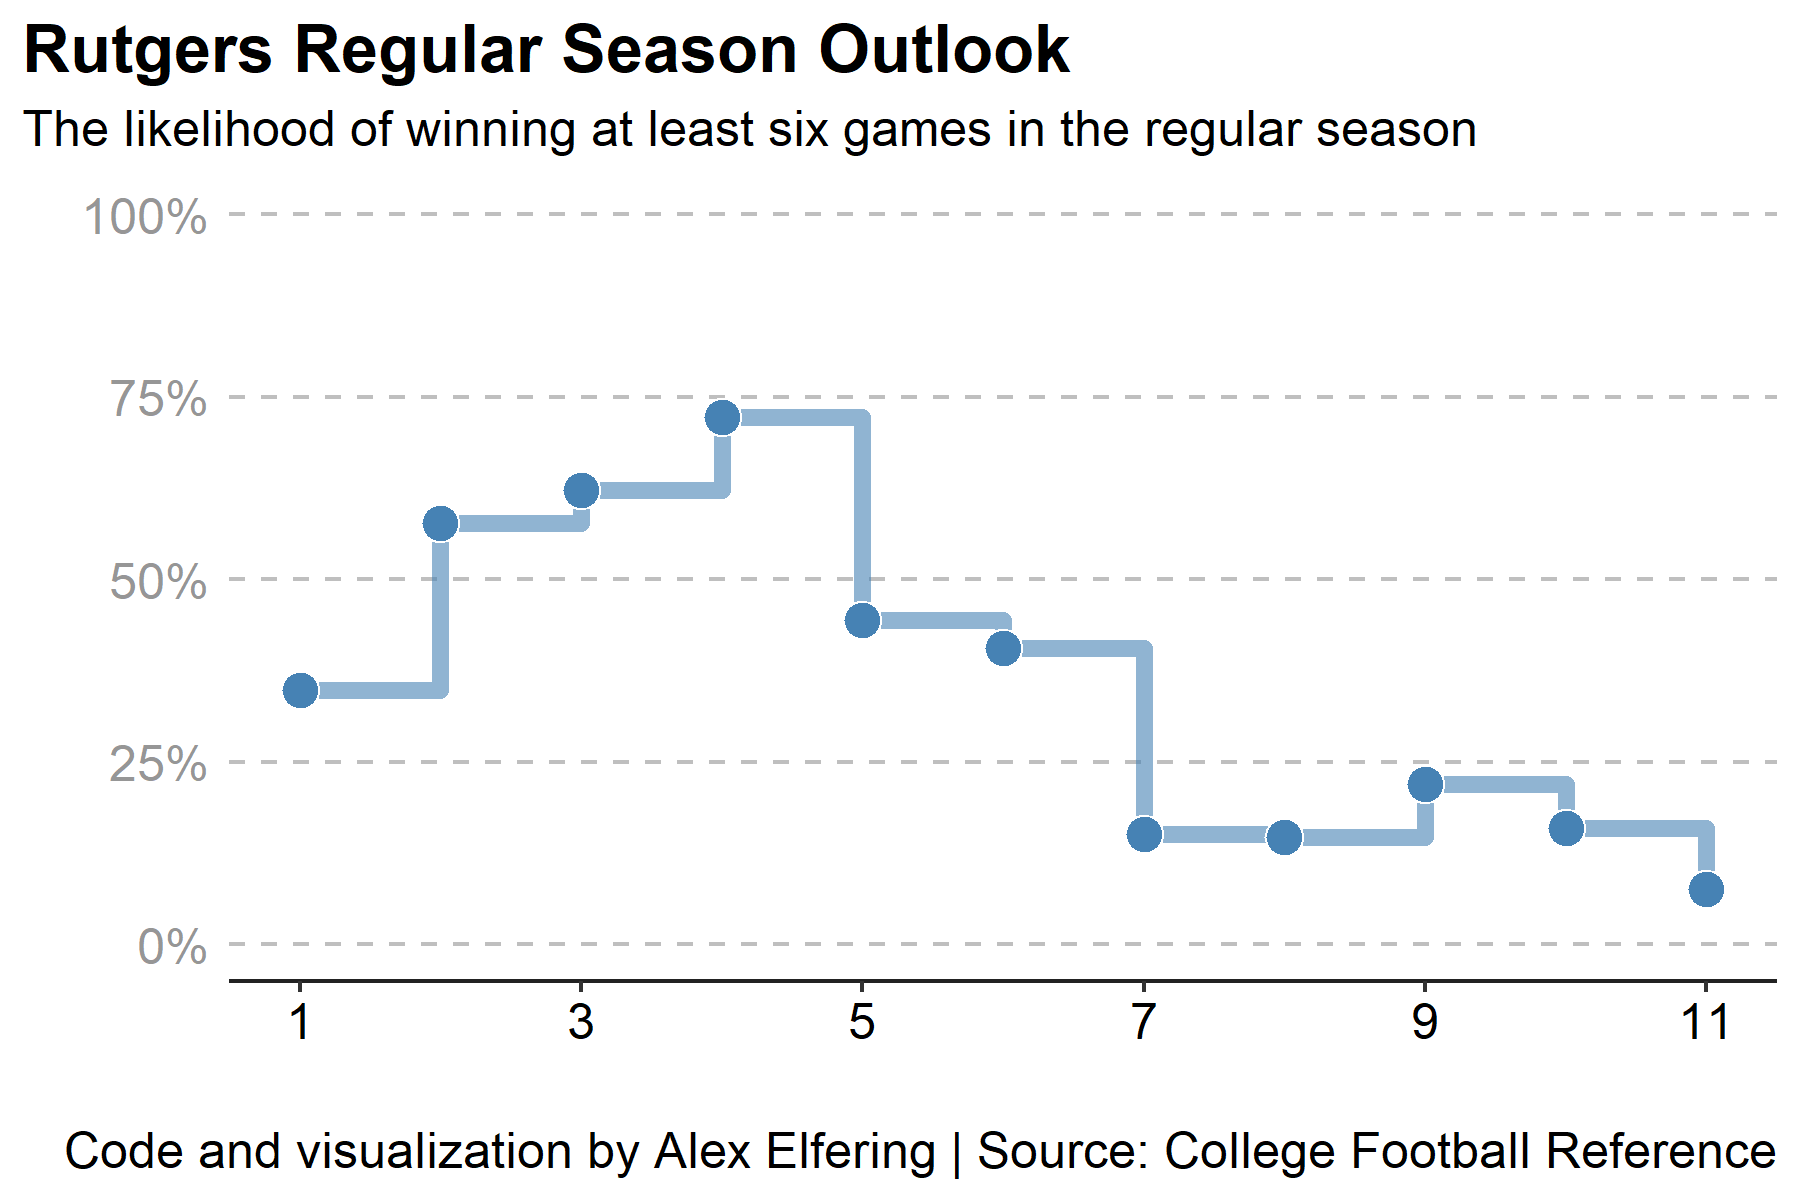 Rutgers Regular Season Outlook
The likelihood of winning at least six games in the regular season
100%
75%
50%
25%
0%
1 3 5 7 9 11
Code and visualization by Alex Elfering | Source: College Football Reference